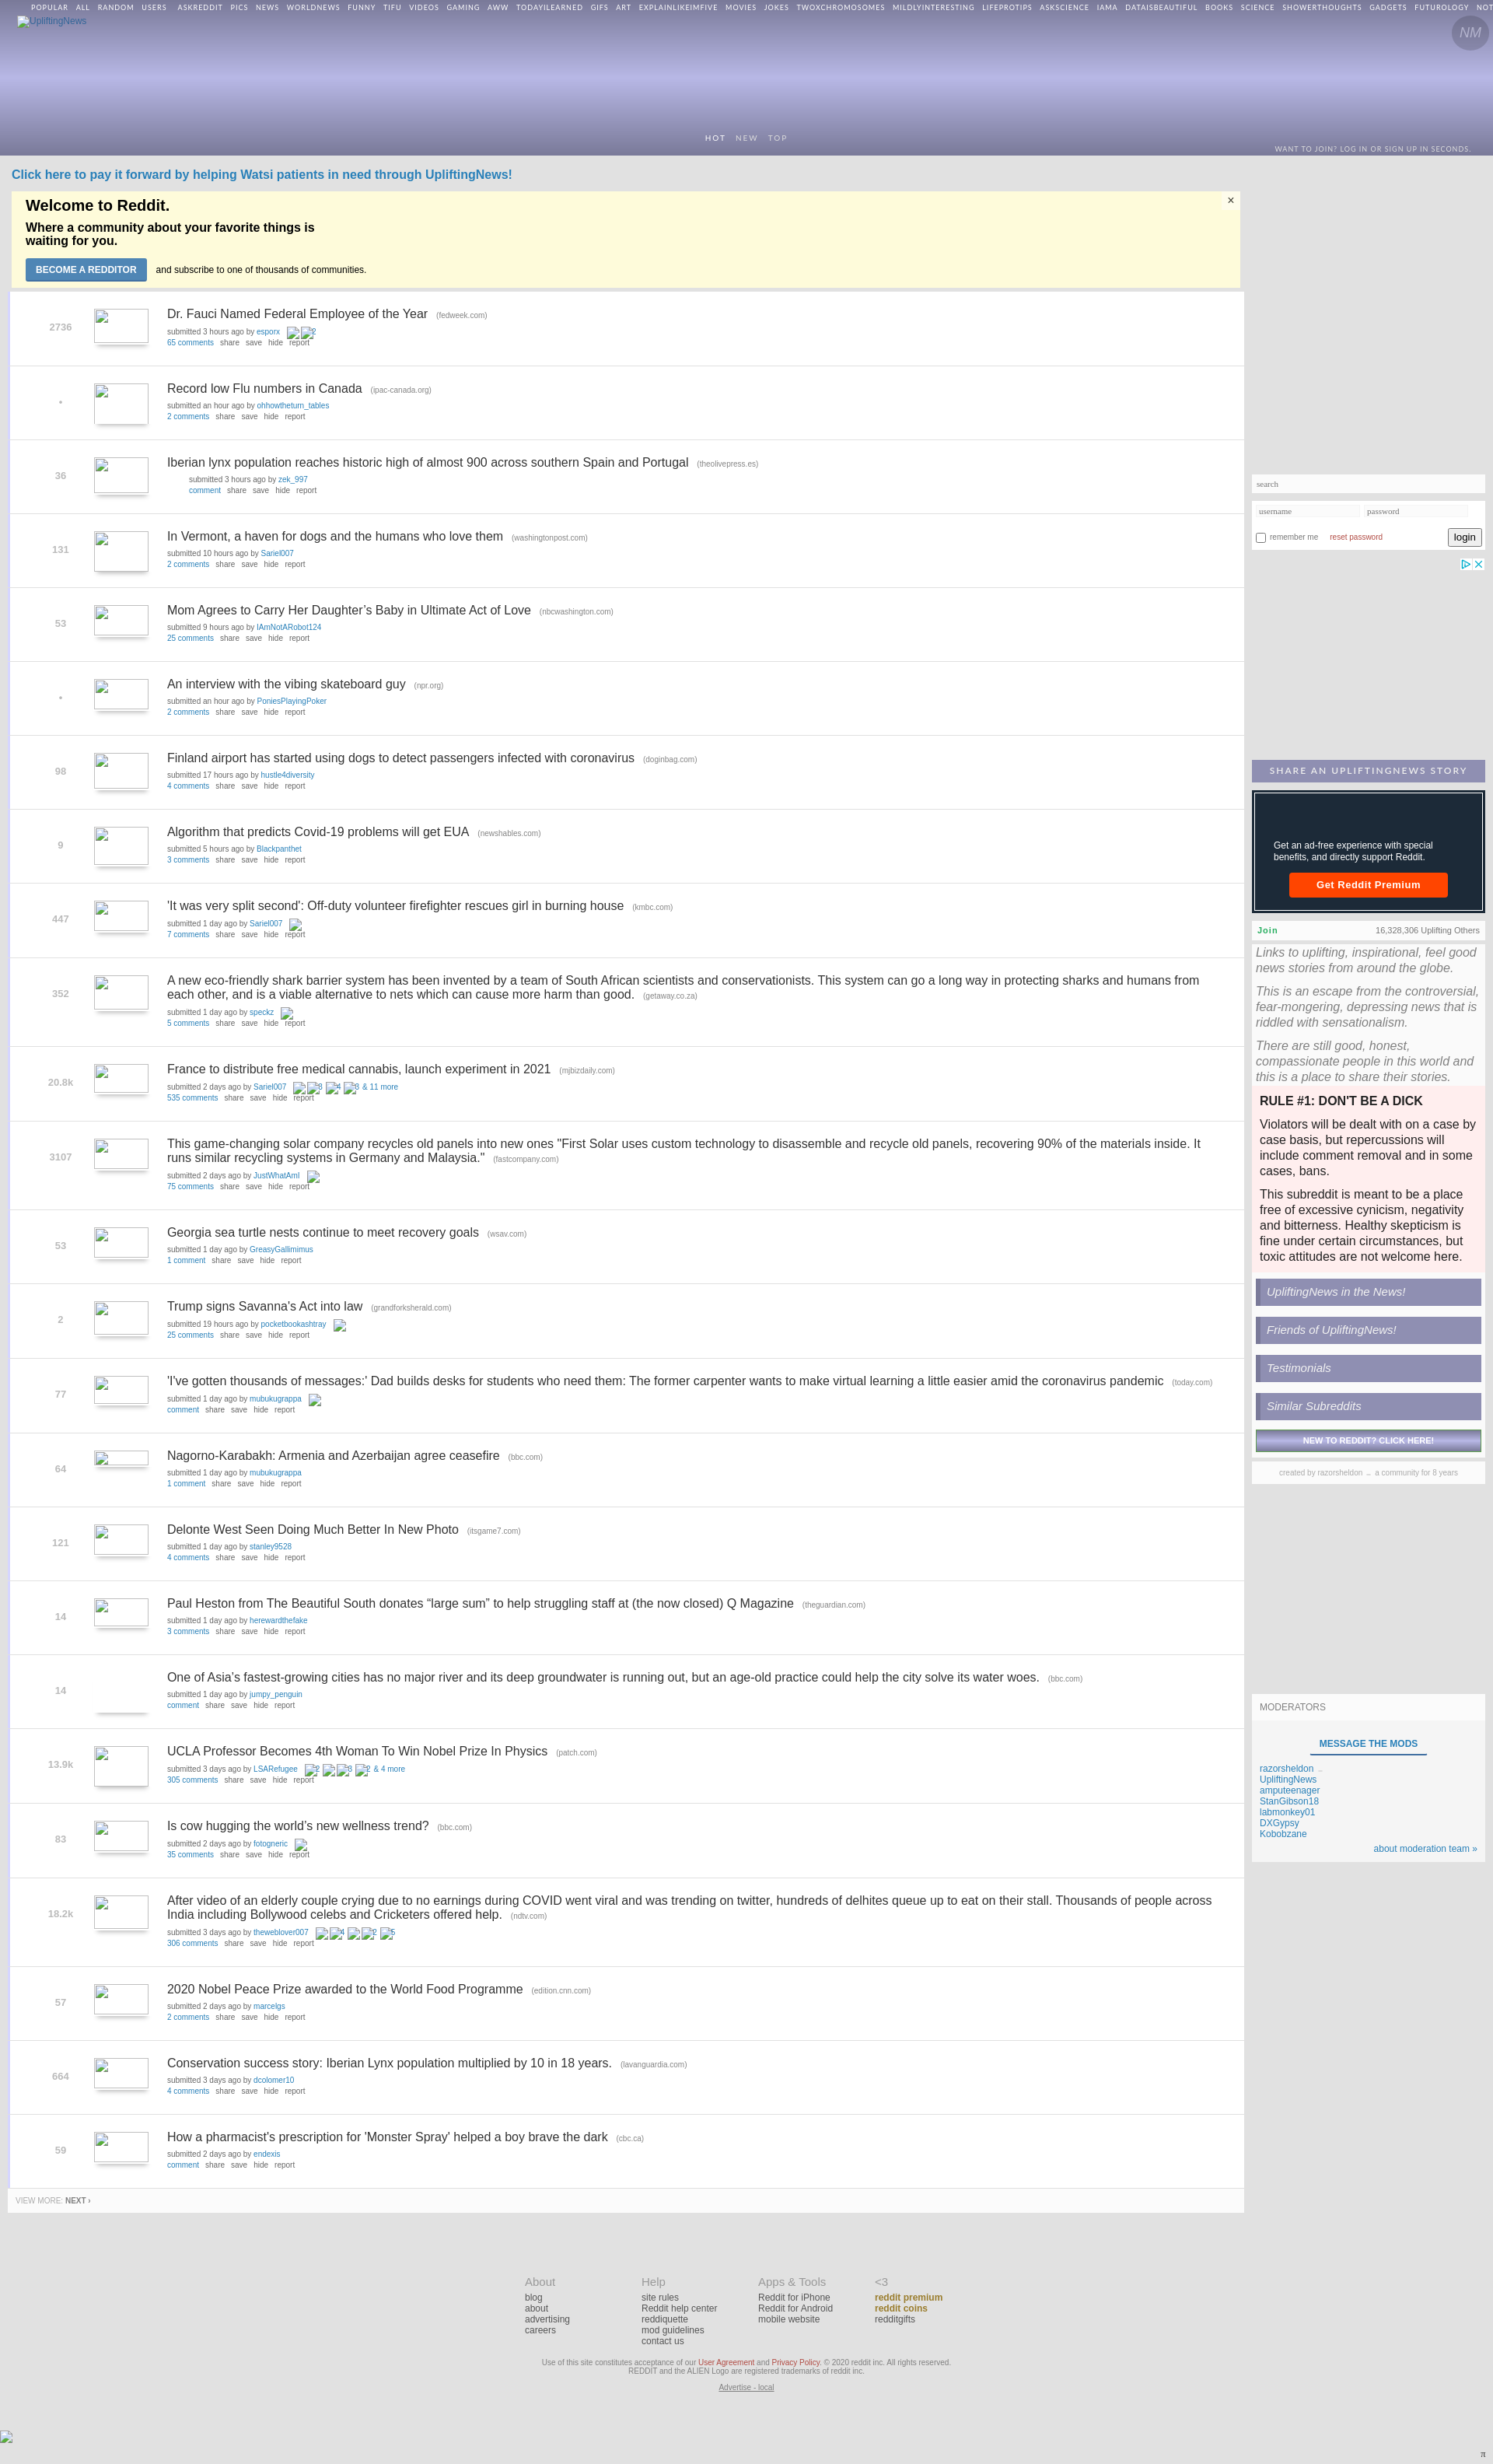 POPULAR ALL RANDOM USERS ASKREDDIT PICS NEWS WORLDNEWS FUNNY TIFU VIDEOS GAMING AWW TODAYILEARNED GIFS ART EXPLAINLIKEIMFIVE MOVIES JOKES TWOXCHROMOSOMES MILDLYINTERESTING LIFEPROTIPS ASKSCIENCE IAMA DATAISBEAUTIFUL BOOKS SCIENCE SHOWERTHOUGHTS GADGETS FUTUROLOGY NOT
UpliftingNews
NM
HOT NEW TOP
WANT TO JOIN? LOG IN OR SIGN UP IN SECONDS.
Click here to pay it forward by helping Watsi patients in need through UpliftingNews!
Welcome to Reddit.
×
Where a community about your favorite things is
waiting for you.
BECOME A REDDITOR and subscribe to one of thousands of communities.
2736
Dr. Fauci Named Federal Employee of the Year (fedweek.com)
submitted 3 hours ago by esporx 2
65 comments share save hide report
•
Record low Flu numbers in Canada (ipac-canada.org)
submitted an hour ago by ohhowtheturn_tables
2 comments share save hide report
36
Iberian lynx population reaches historic high of almost 900 across southern Spain and Portugal (theolivepress.es)
submitted 3 hours ago by zek_997
comment share save hide report
131
In Vermont, a haven for dogs and the humans who love them (washingtonpost.com)
submitted 10 hours ago by Sariel007
2 comments share save hide report
53
Mom Agrees to Carry Her Daughter’s Baby in Ultimate Act of Love (nbcwashington.com)
submitted 9 hours ago by IAmNotARobot124
25 comments share save hide report
•
An interview with the vibing skateboard guy (npr.org)
submitted an hour ago by PoniesPlayingPoker
2 comments share save hide report
98
Finland airport has started using dogs to detect passengers infected with coronavirus (doginbag.com)
submitted 17 hours ago by hustle4diversity
4 comments share save hide report
9
Algorithm that predicts Covid-19 problems will get EUA (newshables.com)
submitted 5 hours ago by Blackpanthet
3 comments share save hide report
447
'It was very split second': Off-duty volunteer firefighter rescues girl in burning house (kmbc.com)
submitted 1 day ago by Sariel007
7 comments share save hide report
352
A new eco-friendly shark barrier system has been invented by a team of South African scientists and conservationists. This system can go a long way in protecting sharks and humans from
each other, and is a viable alternative to nets which can cause more harm than good. (getaway.co.za)
submitted 1 day ago by speckz
5 comments share save hide report
20.8k
France to distribute free medical cannabis, launch experiment in 2021 (mjbizdaily.com)
submitted 2 days ago by Sariel007 8 4 3 & 11 more
535 comments share save hide report
3107
This game-changing solar company recycles old panels into new ones "First Solar uses custom technology to disassemble and recycle old panels, recovering 90% of the materials inside. It
runs similar recycling systems in Germany and Malaysia." (fastcompany.com)
submitted 2 days ago by JustWhatAmI
75 comments share save hide report
53
Georgia sea turtle nests continue to meet recovery goals (wsav.com)
submitted 1 day ago by GreasyGallimimus
1 comment share save hide report
2
Trump signs Savanna's Act into law (grandforksherald.com)
submitted 19 hours ago by pocketbookashtray
25 comments share save hide report
77
'I've gotten thousands of messages:' Dad builds desks for students who need them: The former carpenter wants to make virtual learning a little easier amid the coronavirus pandemic (today.com)
submitted 1 day ago by mubukugrappa
comment share save hide report
64
Nagorno-Karabakh: Armenia and Azerbaijan agree ceasefire (bbc.com)
submitted 1 day ago by mubukugrappa
1 comment share save hide report
121
Delonte West Seen Doing Much Better In New Photo (itsgame7.com)
submitted 1 day ago by stanley9528
4 comments share save hide report
14
Paul Heston from The Beautiful South donates “large sum” to help struggling staff at (the now closed) Q Magazine (theguardian.com)
submitted 1 day ago by herewardthefake
3 comments share save hide report
14
One of Asia’s fastest-growing cities has no major river and its deep groundwater is running out, but an age-old practice could help the city solve its water woes. (bbc.com)
submitted 1 day ago by jumpy_penguin
comment share save hide report
13.9k
UCLA Professor Becomes 4th Woman To Win Nobel Prize In Physics (patch.com)
submitted 3 days ago by LSARefugee 2 3 2 & 4 more
305 comments share save hide report
83
Is cow hugging the world’s new wellness trend? (bbc.com)
submitted 2 days ago by fotogneric
35 comments share save hide report
18.2k
After video of an elderly couple crying due to no earnings during COVID went viral and was trending on twitter, hundreds of delhites queue up to eat on their stall. Thousands of people across
India including Bollywood celebs and Cricketers offered help. (ndtv.com)
submitted 3 days ago by theweblover007 4 2 5
306 comments share save hide report
57
2020 Nobel Peace Prize awarded to the World Food Programme (edition.cnn.com)
submitted 2 days ago by marcelgs
2 comments share save hide report
664
Conservation success story: Iberian Lynx population multiplied by 10 in 18 years. (lavanguardia.com)
submitted 3 days ago by dcolomer10
4 comments share save hide report
59
How a pharmacist's prescription for 'Monster Spray' helped a boy brave the dark (cbc.ca)
submitted 2 days ago by endexis
comment share save hide report
VIEW MORE: NEXT ›
search
username password
remember me reset password login
SHARE AN UPLIFTINGNEWS STORY
Get an ad-free experience with special
benefits, and directly support Reddit.
Get Reddit Premium
Join 16,328,306 Uplifting Others
Links to uplifting, inspirational, feel good
news stories from around the globe.
This is an escape from the controversial,
fear-mongering, depressing news that is
riddled with sensationalism.
There are still good, honest,
compassionate people in this world and
this is a place to share their stories.
RULE #1: DON'T BE A DICK
Violators will be dealt with on a case by
case basis, but repercussions will
include comment removal and in some
cases, bans.
This subreddit is meant to be a place
free of excessive cynicism, negativity
and bitterness. Healthy skepticism is
fine under certain circumstances, but
toxic attitudes are not welcome here.
UpliftingNews in the News!
Friends of UpliftingNews!
Testimonials
Similar Subreddits
NEW TO REDDIT? CLICK HERE!
created by razorsheldon a community for 8 years
MODERATORS
MESSAGE THE MODS
razorsheldon
UpliftingNews
amputeenager
StanGibson18
labmonkey01
DXGypsy
Kobobzane
about moderation team »
About
blog
about
advertising
careers
Help
site rules
Reddit help center
reddiquette
mod guidelines
contact us
Apps & Tools
Reddit for iPhone
Reddit for Android
mobile website
<3
reddit premium
reddit coins
redditgifts
Use of this site constitutes acceptance of our User Agreement and Privacy Policy. © 2020 reddit inc. All rights reserved.
REDDIT and the ALIEN Logo are registered trademarks of reddit inc.
Advertise - local
π